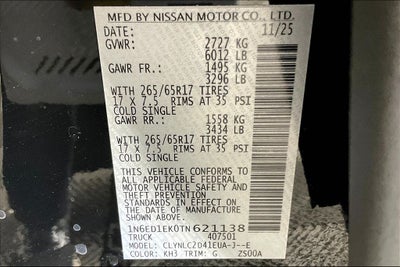 MFD BY NISSAN MOTOR CO., LTD.
DATE: 11/25
GVWR: 2727 KG
6012 LB
GAWR FR.: 1495 KG
3296 LB
WITH 265/65R17 TIRES
17 X 7.5 RIMS AT 35 PSI
COLD SINGLE
GAWR RR.: 1558 KG
3434 LB
WITH 265/65R17 TIRES
17 X 7.5 RIMS AT 35 PSI
COLD SINGLE
THIS VEHICLE CONFORMS TO
ALL APPLICABLE FEDERAL
MOTOR VEHICLE SAFETY
AND THEFT PREVENTION
STANDARDS IN EFFECT ON
THE DATE OF MANUFACTURE
SHOWN ABOVE
1N6ED1EK0TN621138
TRUCK 407501
MODEL: CLYNLC2041EUA-J--E
COLOR: KH3 TRIM: G ZS00A